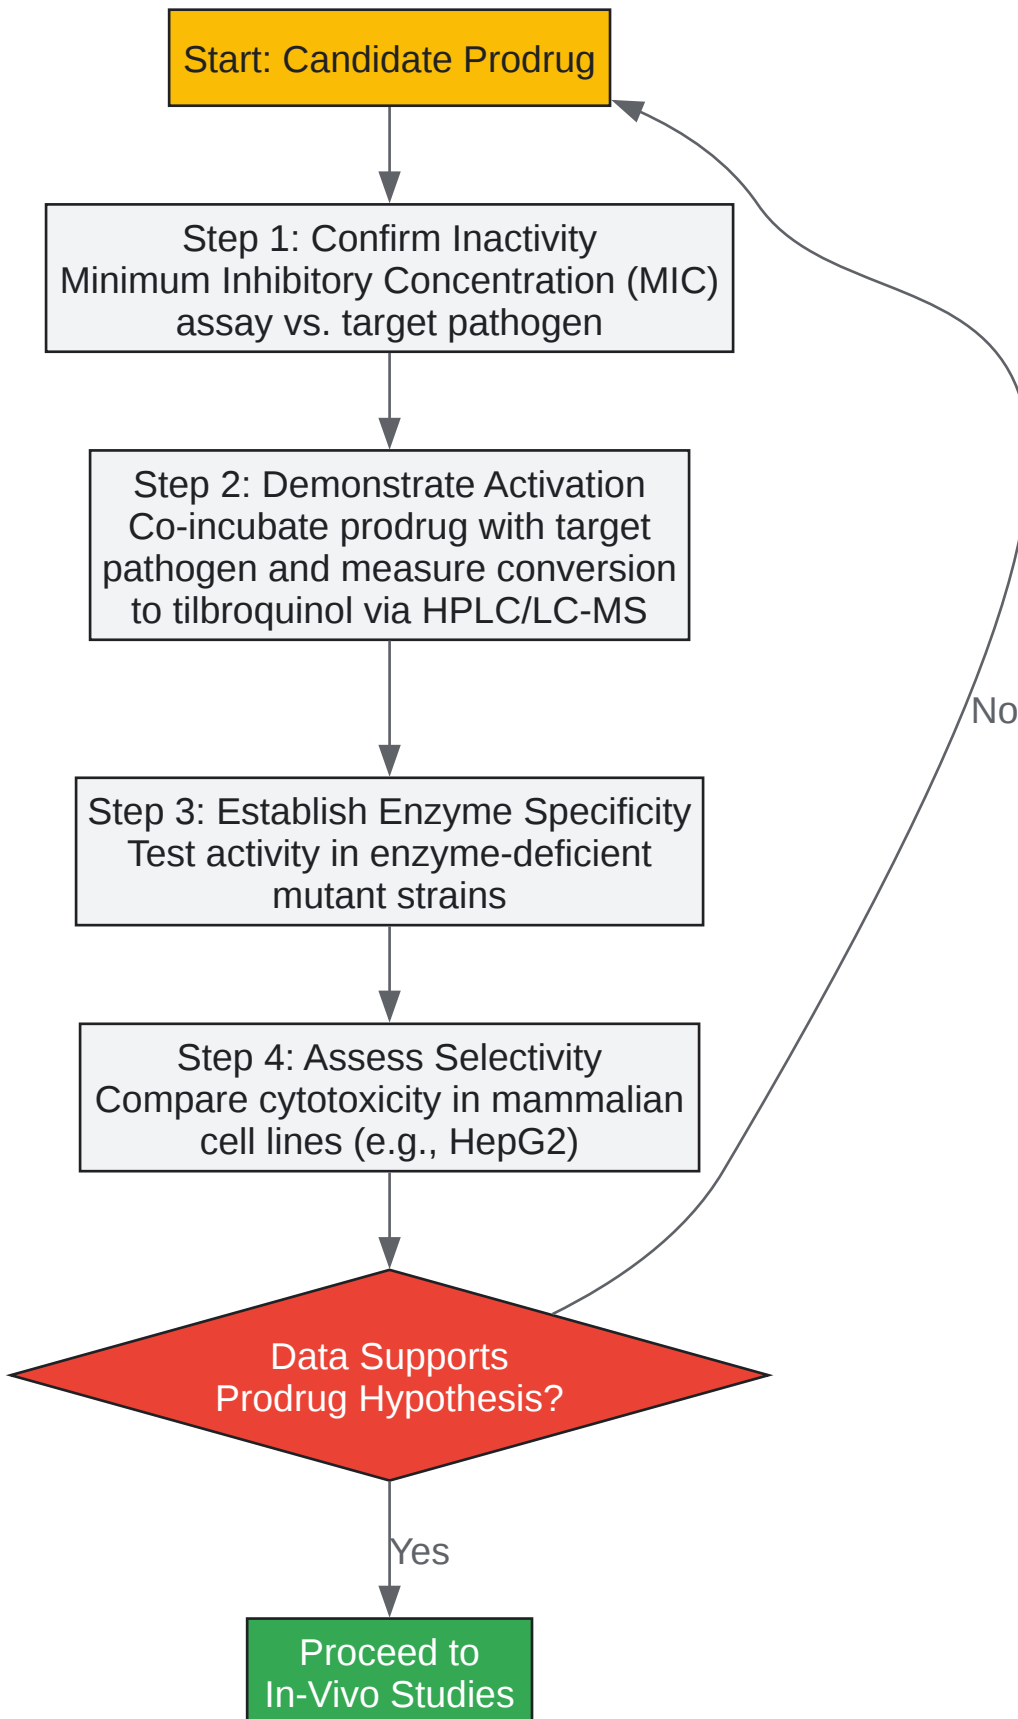 Start: Candidate Prodrug
Step 1: Confirm Inactivity
Minimum Inhibitory Concentration (MIC)
assay vs. target pathogen
Step 2: Demonstrate Activation
Co-incubate prodrug with target
pathogen and measure conversion
to tilbroquinol via HPLC/LC-MS
No
Step 3: Establish Enzyme Specificity
Test activity in enzyme-deficient
mutant strains
Step 4: Assess Selectivity
Compare cytotoxicity in mammalian
cell lines (e.g., HepG2)
Data Supports
Prodrug Hypothesis?
Yes
Proceed to
In-Vivo Studies